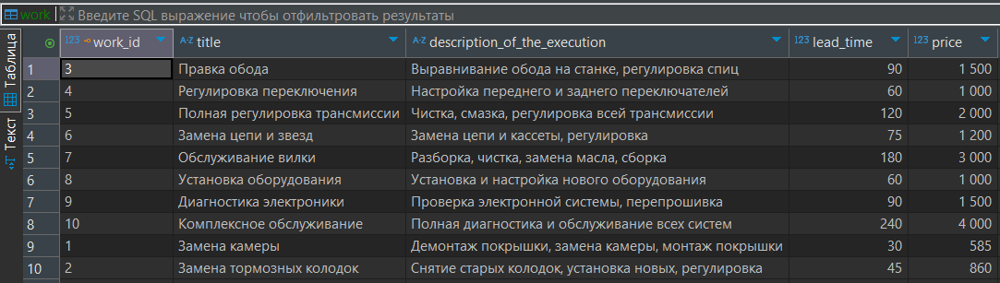 work Введите SQL выражение чтобы отфильтровать результаты
Таблица
Текст
123 work_id A-Z title A-Z description_of_the_execution 123 lead_time 123 price
1 3 Правка обода Выравнивание обода на станке, регулировка спиц 90 1 500
2 4 Регулировка переключения Настройка переднего и заднего переключателей 60 1 000
3 5 Полная регулировка трансмиссии Чистка, смазка, регулировка всей трансмиссии 120 2 000
4 6 Замена цепи и звезд Замена цепи и кассеты, регулировка 75 1 200
5 7 Обслуживание вилки Разборка, чистка, замена масла, сборка 180 3 000
6 8 Установка оборудования Установка и настройка нового оборудования 60 1 000
7 9 Диагностика электроники Проверка электронной системы, перепрошивка 90 1 500
8 10 Комплексное обслуживание Полная диагностика и обслуживание всех систем 240 4 000
9 1 Замена камеры Демонтаж покрышки, замена камеры, монтаж покрышки 30 585
10 2 Замена тормозных колодок Снятие старых колодок, установка новых, регулировка 45 860